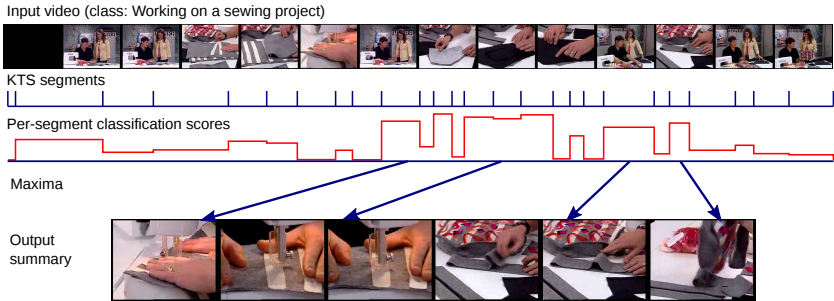 Input video (class: Working on a sewing project)
KTS segments
Per-segment classification scores
Maxima
Output
summary